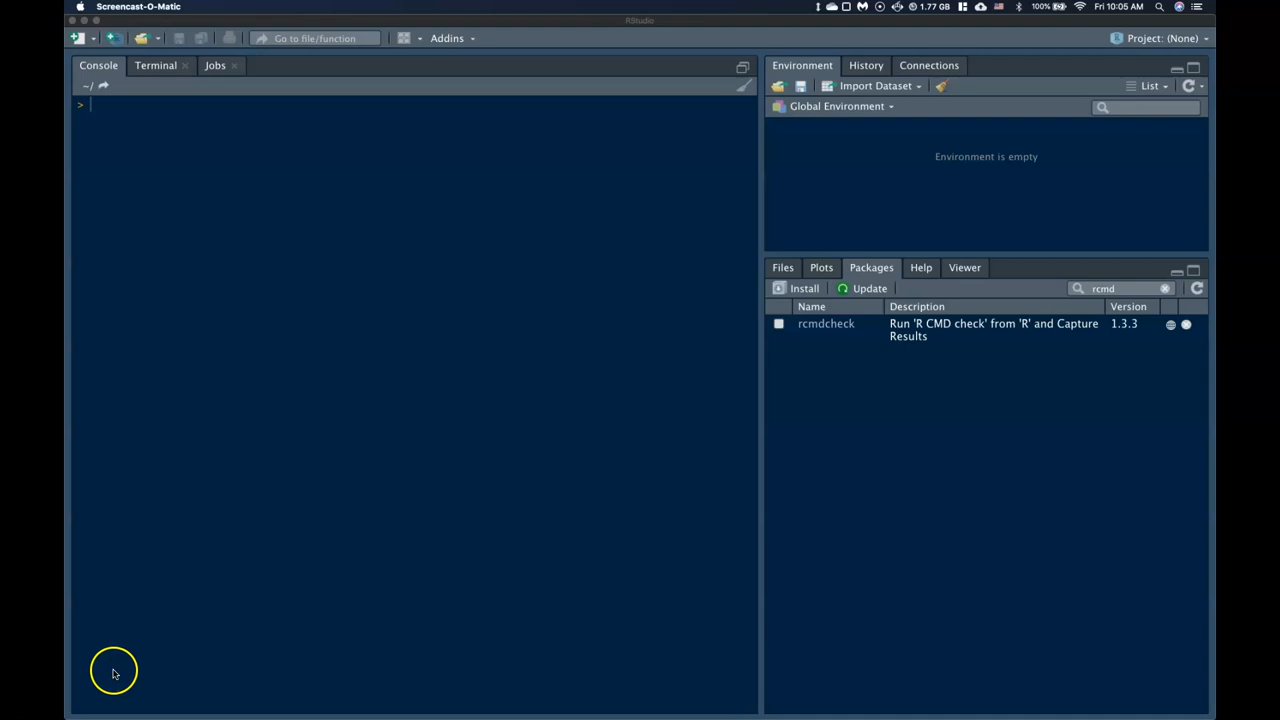 Screencast-O-Matic 1.77 GB 100% Fri 10:05 AM
RStudio
Go to file/function Addins Project: (None)
Console Terminal Jobs
~/
>
Environment History Connections
Import Dataset List
Global Environment
Environment is empty
Files Plots Packages Help Viewer
Install Update rcmd
Name Description Version
rcmdcheck Run 'R CMD check' from 'R' and Capture 1.3.3
Results